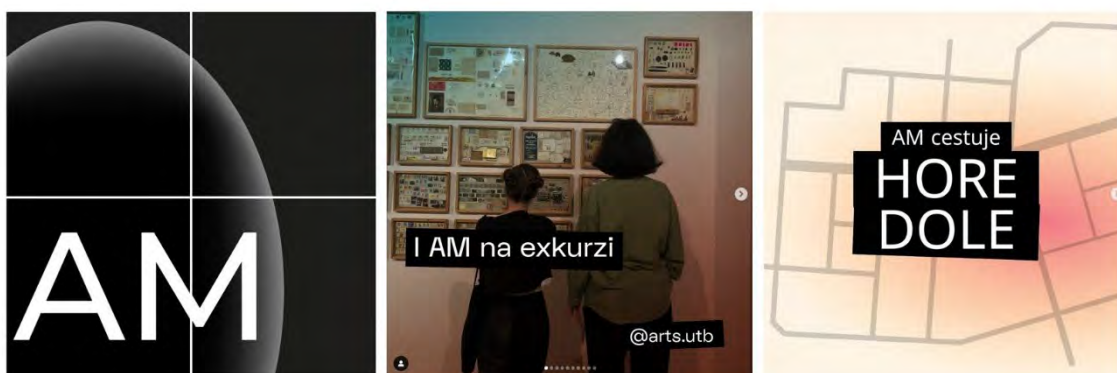 AM
I AM na exkurzi
@arts.utb
AM cestuje
HORE
DOLE